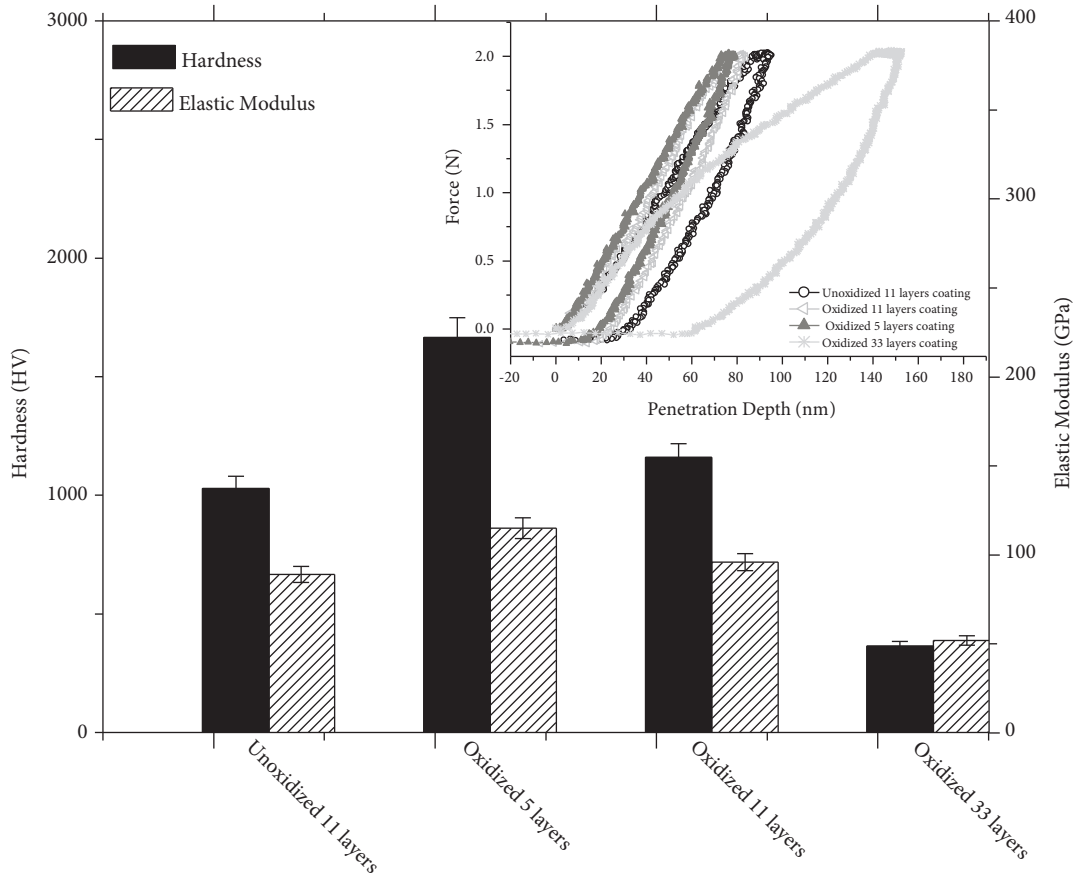 3000
2000
1000
0
Hardness (HV)
Hardness
Elastic Modulus
400
300
200
100
0
Elastic Modulus (GPa)
2.0
1.5
1.0
0.5
0.0
Force (N)
Unoxidized 11 layers coating
Oxidized 11 layers coating
Oxidized 5 layers coating
Oxidized 33 layers coating
-20 0 20 40 60 80 100 120 140 160 180
Penetration Depth (nm)
Unoxidized 11 layers
Oxidized 5 layers
Oxidized 11 layers
Oxidized 33 layers